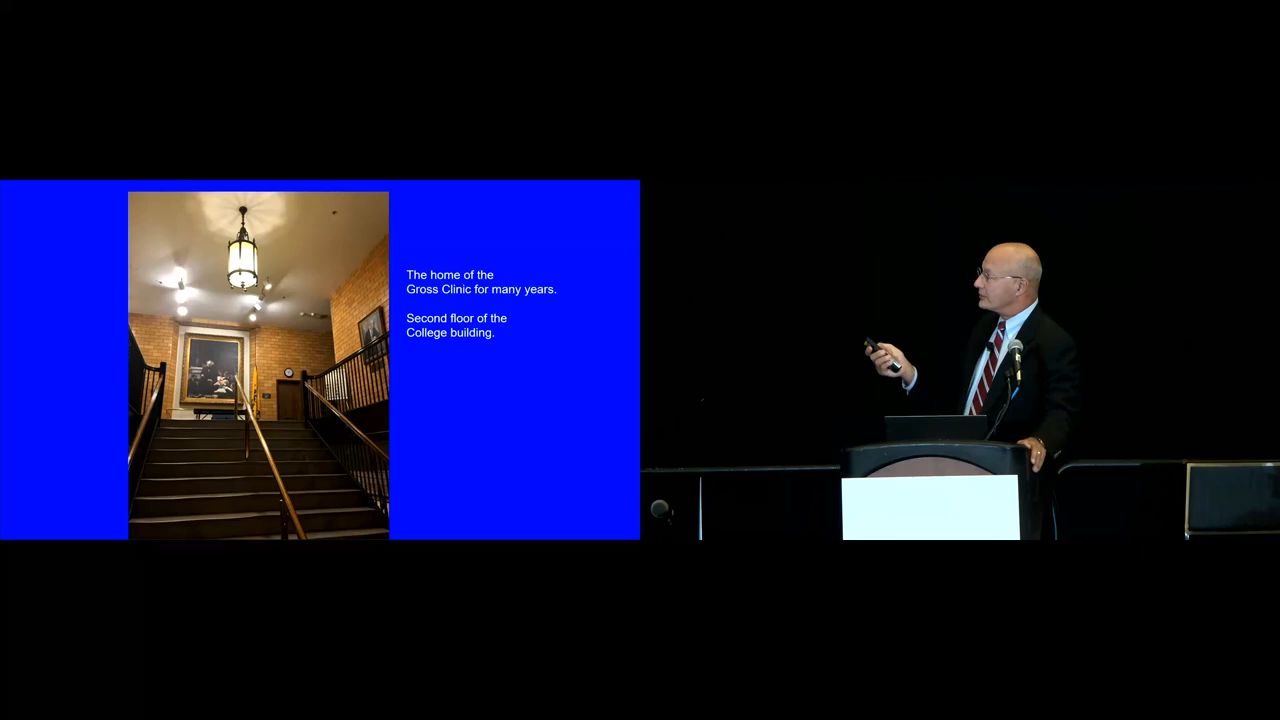 The home of the
Gross Clinic for many years.
Second floor of the
College building.